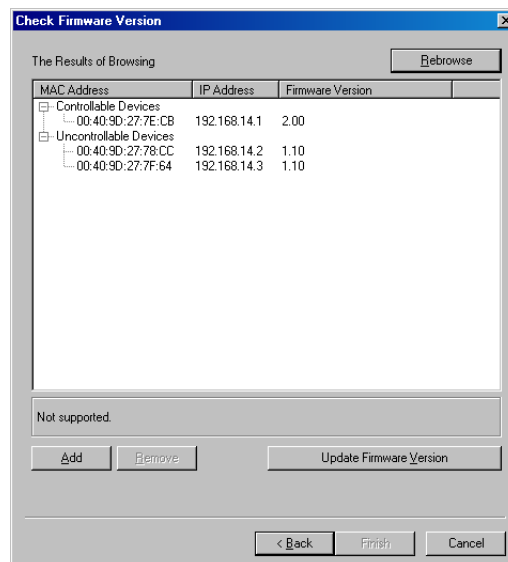 Check Firmware Version
The Results of Browsing Rebrowse
MAC Address IP Address Firmware Version
Controllable Devices
00:40:9D:27:7E:CB 192.168.14.1 2.00
Uncontrollable Devices
00:40:9D:27:78:CC 192.168.14.2 1.10
00:40:9D:27:7F:64 192.168.14.3 1.10
Not supported.
Add Remove Update Firmware Version
< Back Finish Cancel